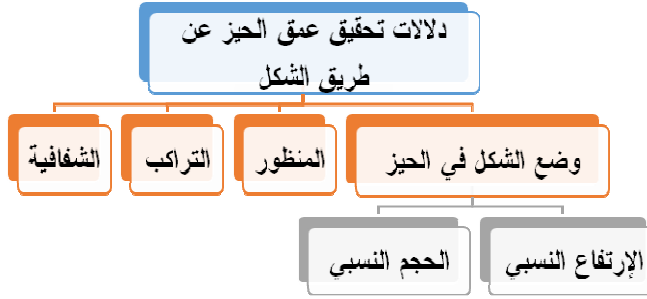 دلالات تحقيق عمق الحيز عن
طريق الشكل
وضع الشكل في الحيز
المنظور
التراكب
الشفافية
الإرتفاع النسبي
الحجم النسبي